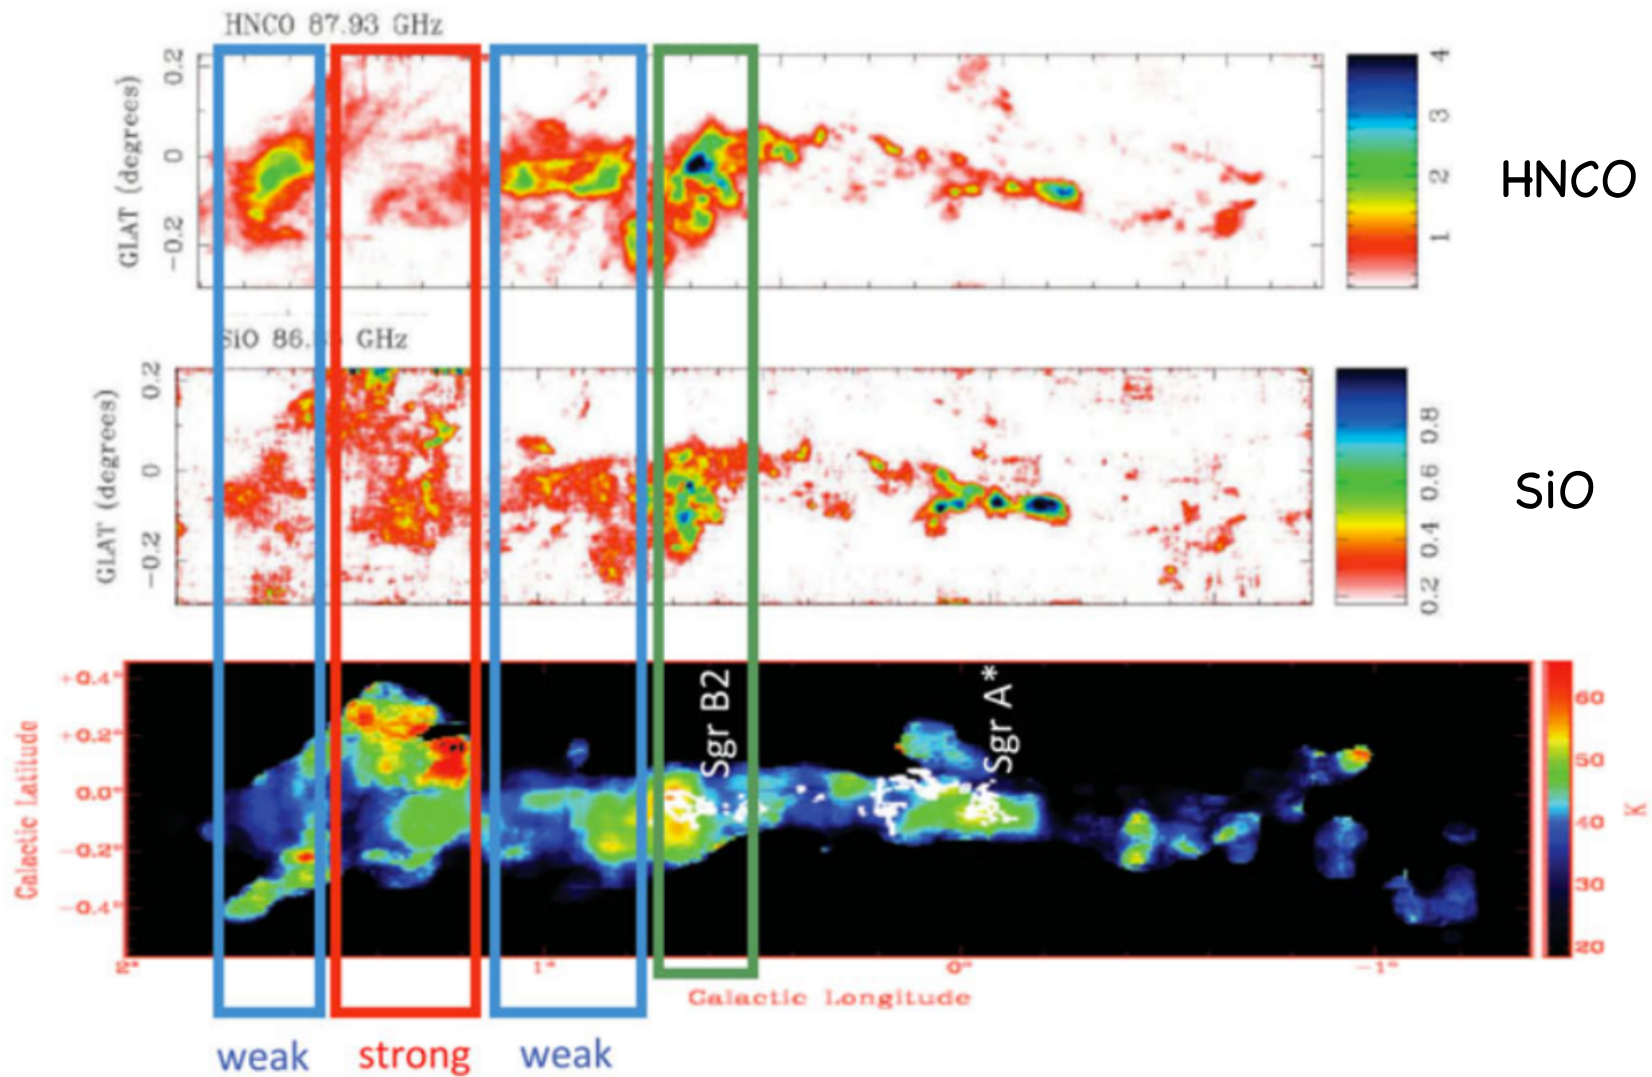 HNCO 87.93 GHz
GLAT (degrees)
0.2
0
−0.2
4
3
2
1
HNCO
SiO 86. GHz
GLAT (degrees)
0.2
0
−0.2
0.8
0.6
0.4
0.2
SiO
Galactic Latitude
+0.4°
+0.2°
0.0°
−0.2°
−0.4°
Sgr B2
Sgr A*
60
50
40
30
20
K
2° 1° 0° −1°
Galactic Longitude
weak strong weak